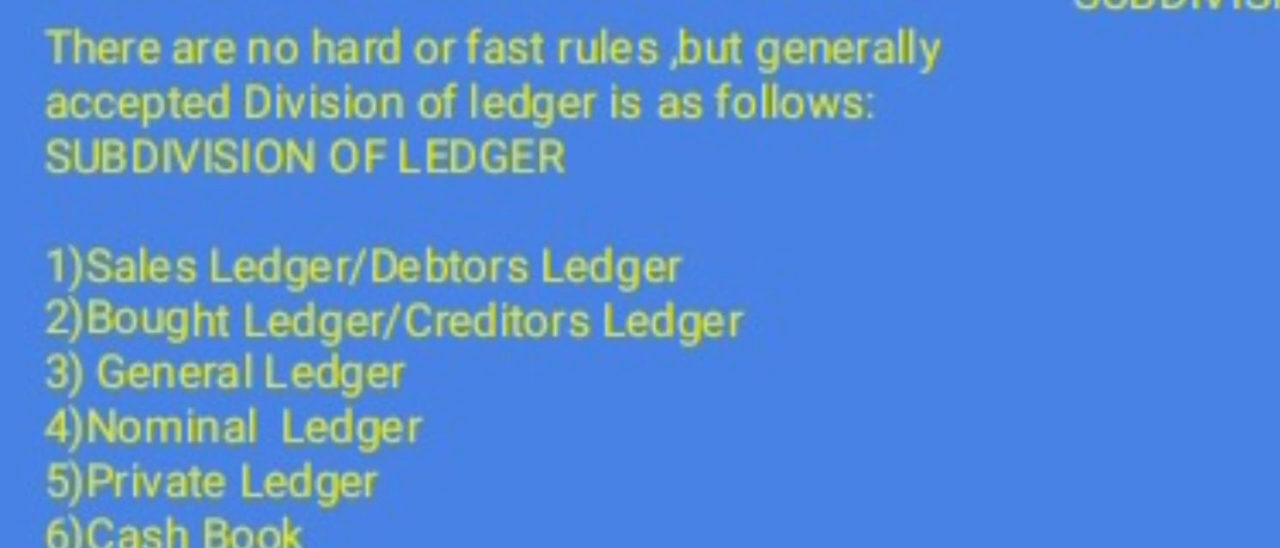 There are no hard or fast rules ,but generally
accepted Division of ledger is as follows:
SUBDIVISION OF LEDGER
1)Sales Ledger/Debtors Ledger
2)Bought Ledger/Creditors Ledger
3) General Ledger
4)Nominal  Ledger
5)Private Ledger
6)Cash Book